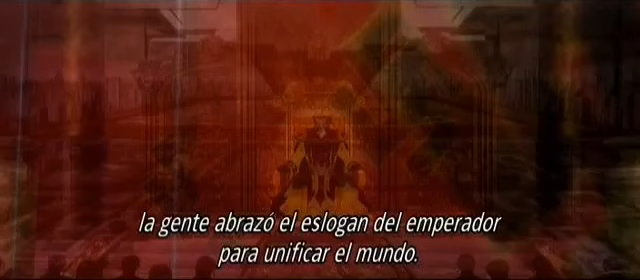 la gente abrazó el eslogan del emperador
para unificar el mundo.